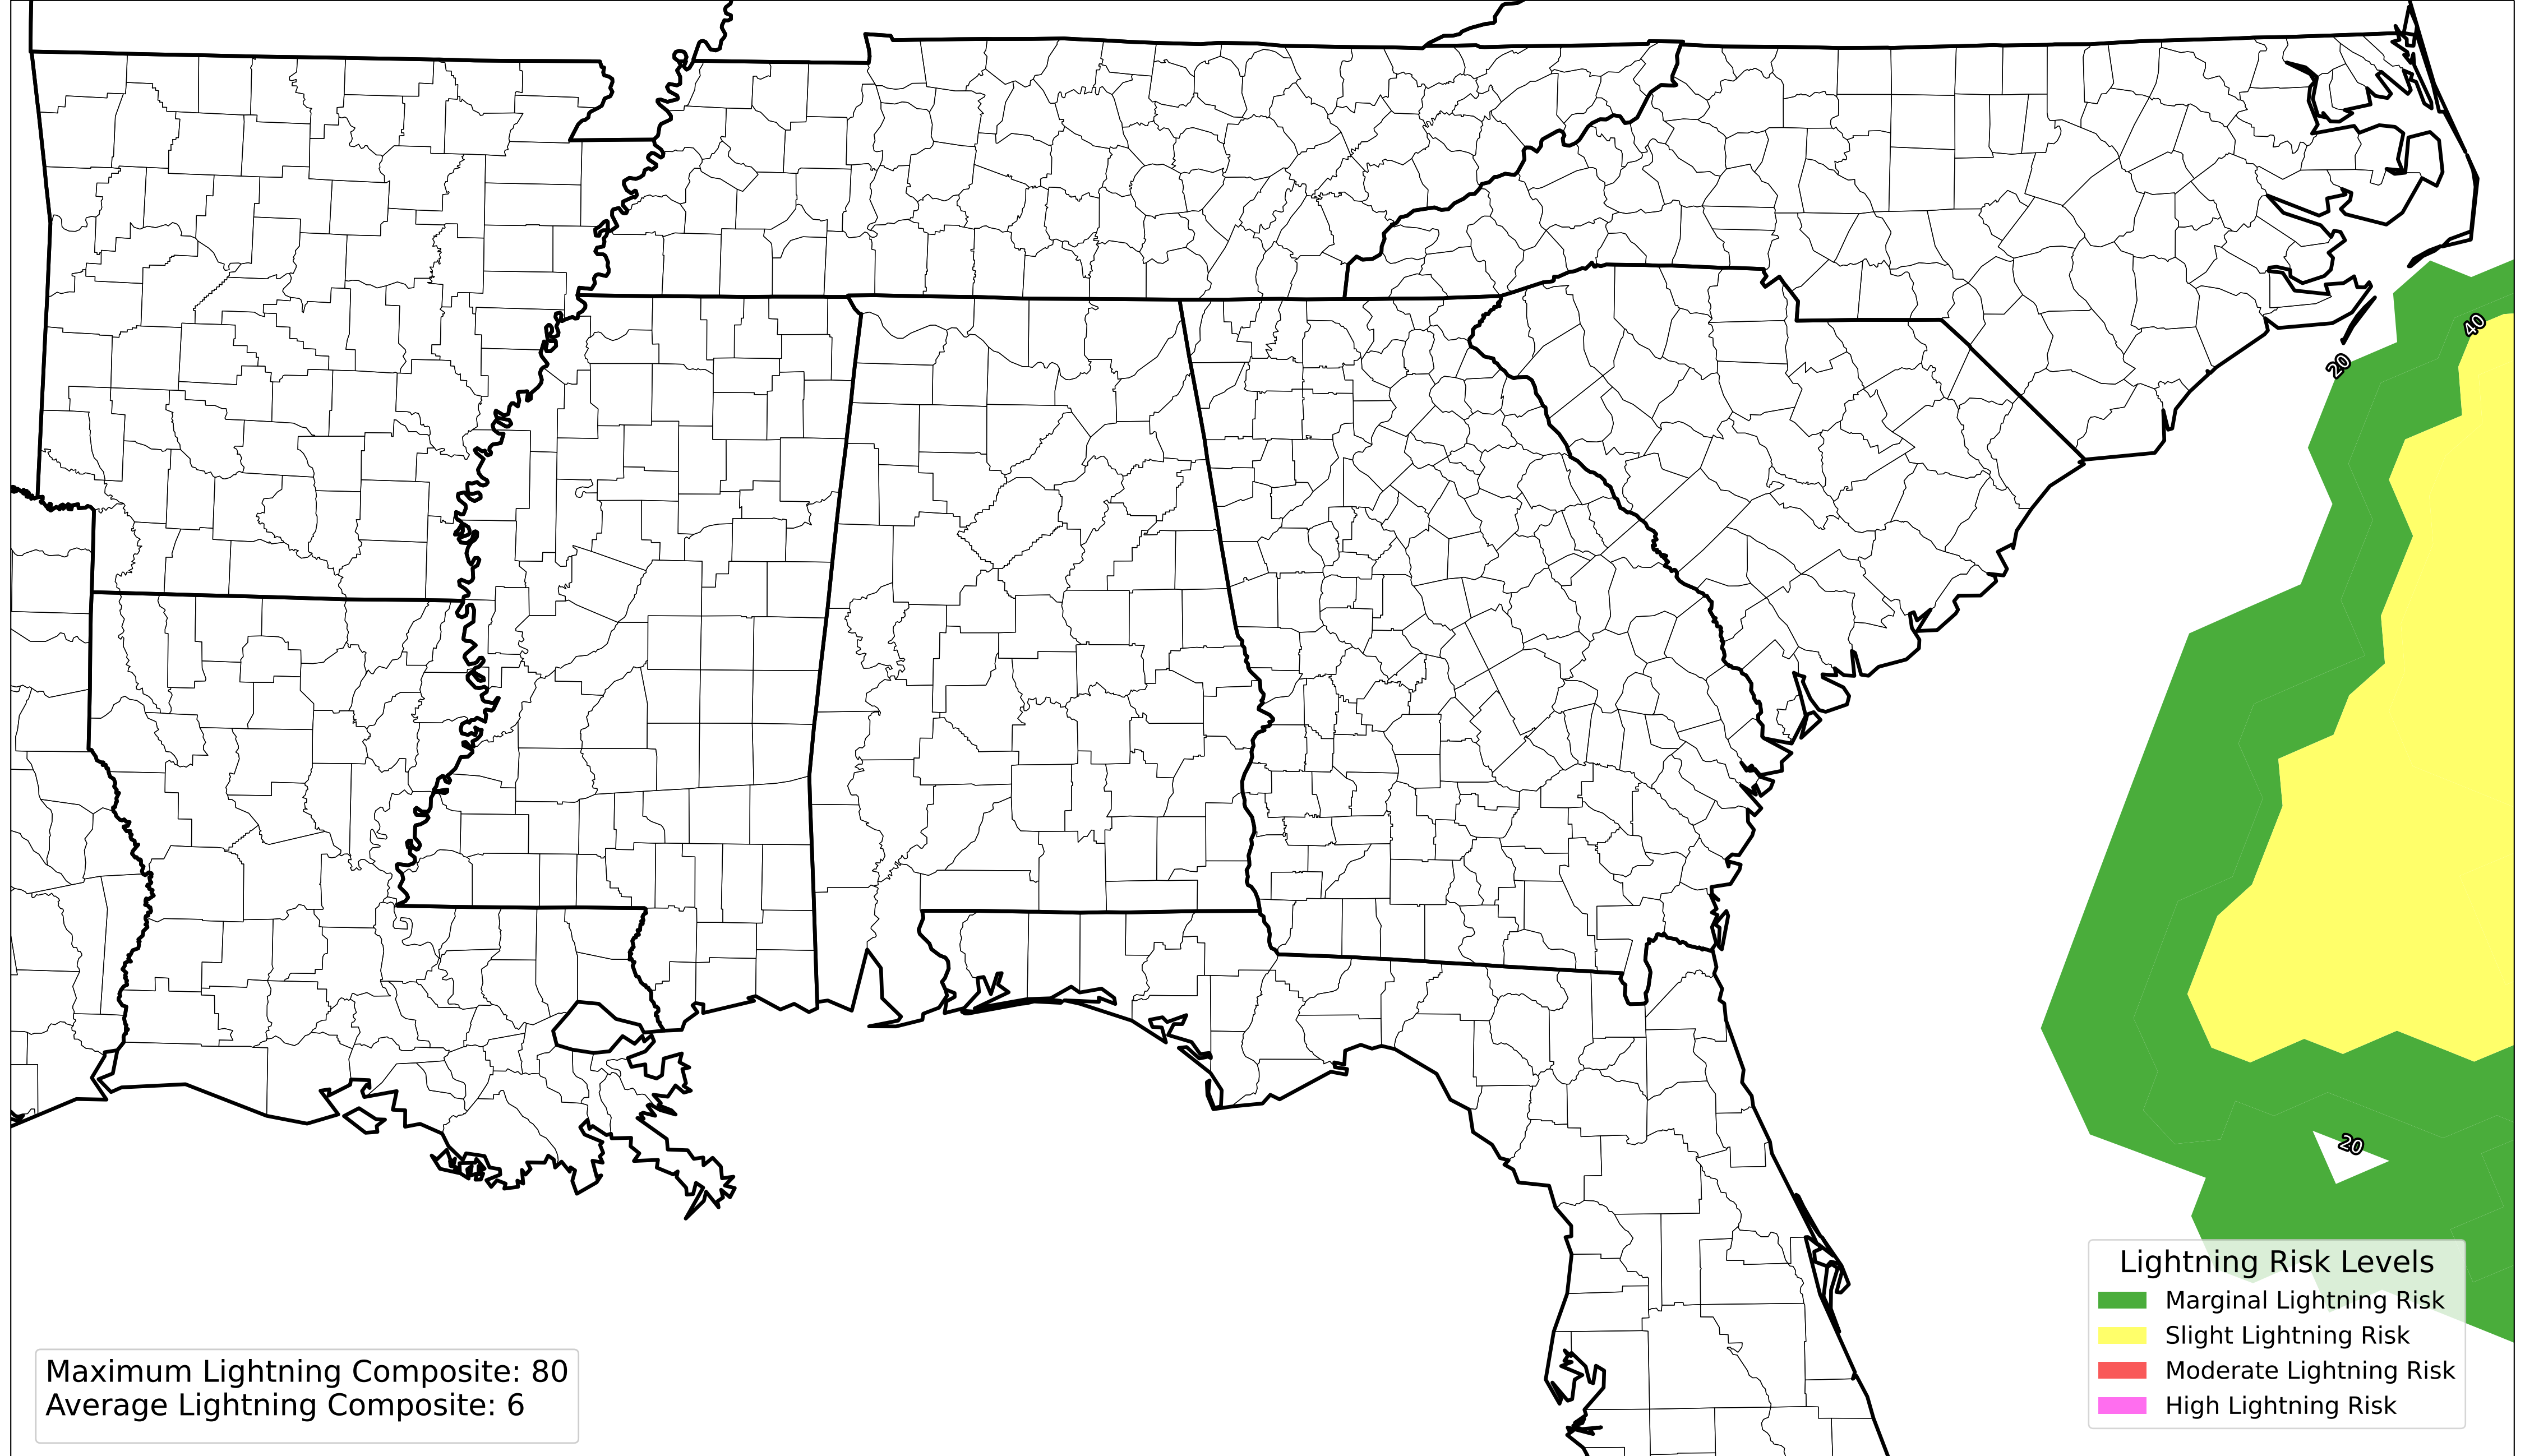 40
20
20
Lightning Risk Levels
Marginal Lightning Risk
Slight Lightning Risk
Moderate Lightning Risk
High Lightning Risk
Maximum Lightning Composite: 80
Average Lightning Composite: 6